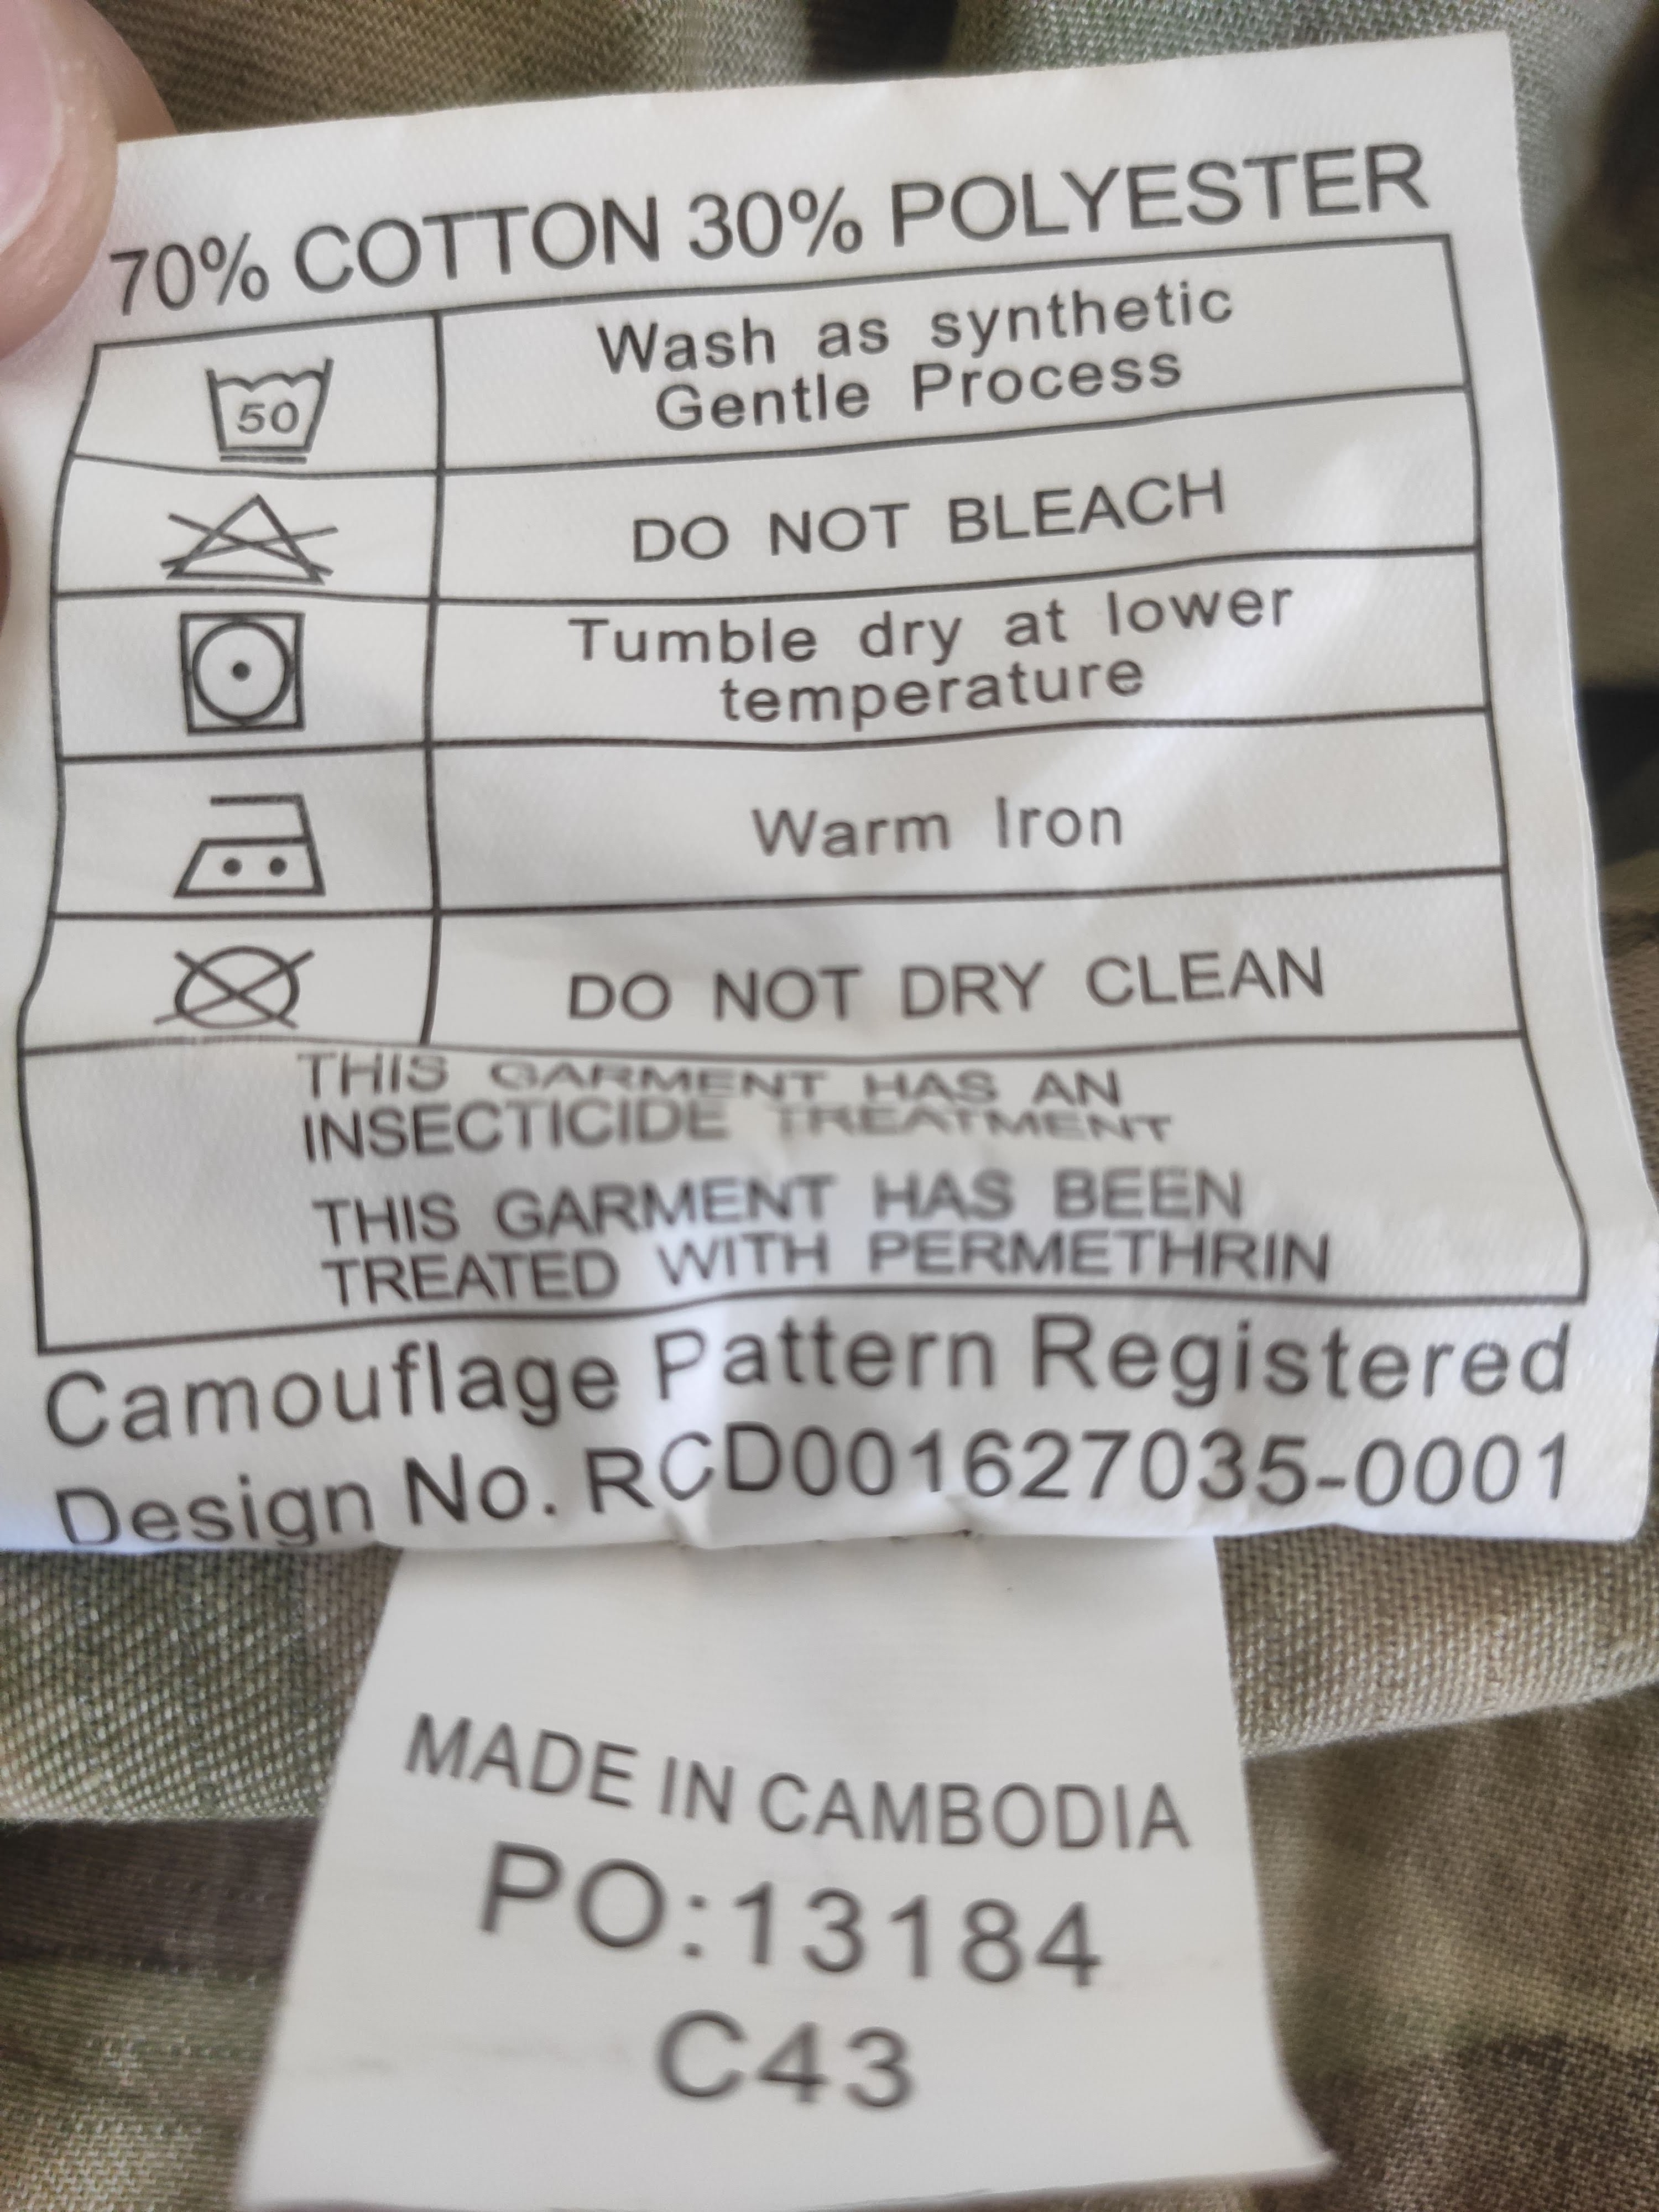 70% COTTON 30% POLYESTER
50
Wash as synthetic
Gentle Process
DO NOT BLEACH
Tumble dry at lower
temperature
Warm Iron
DO NOT DRY CLEAN
THIS GARMENT HAS AN
INSECTICIDE TREATMENT
THIS GARMENT HAS BEEN
TREATED WITH PERMETHRIN
Camouflage Pattern Registered
Design No. RCD001627035-0001
MADE IN CAMBODIA
PO:13184
C43